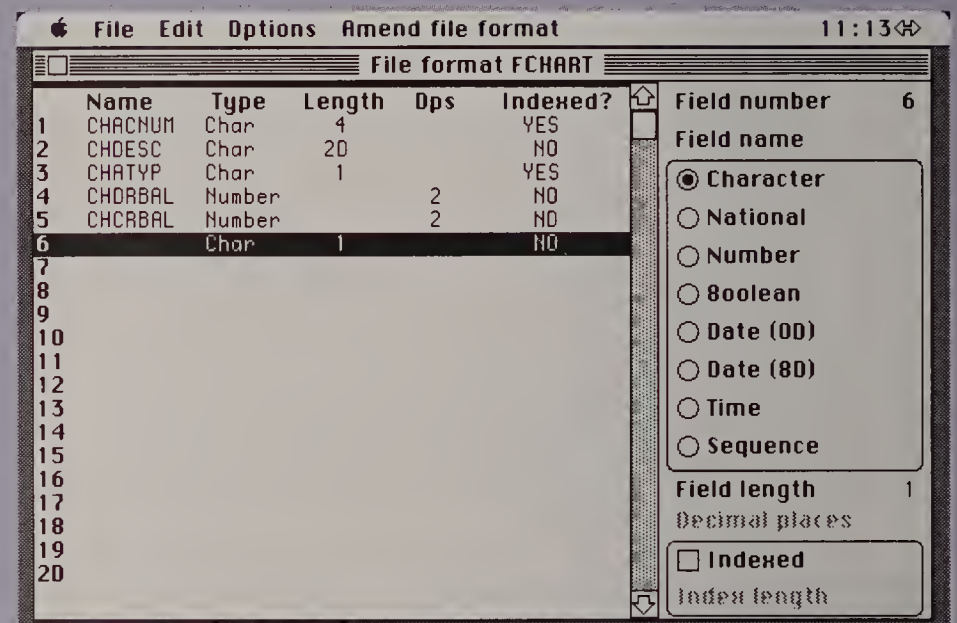 File Edit Options Amend file format 11:13
File format FCHART
Name Type Length Dps Indexed?
1 CHACNUM Char 4 YES
2 CHDESC Char 20 NO
3 CHATYP Char 1 YES
4 CHDRBAL Number 2 NO
5 CHCRBAL Number 2 NO
6 Char 1 NO
7
8
9
10
11
12
13
14
15
16
17
18
19
20
Field number 6
Field name
Character
National
Number
Boolean
Date (00)
Date (80)
Time
Sequence
Field length 1
Decimal places
Indexed
Index length